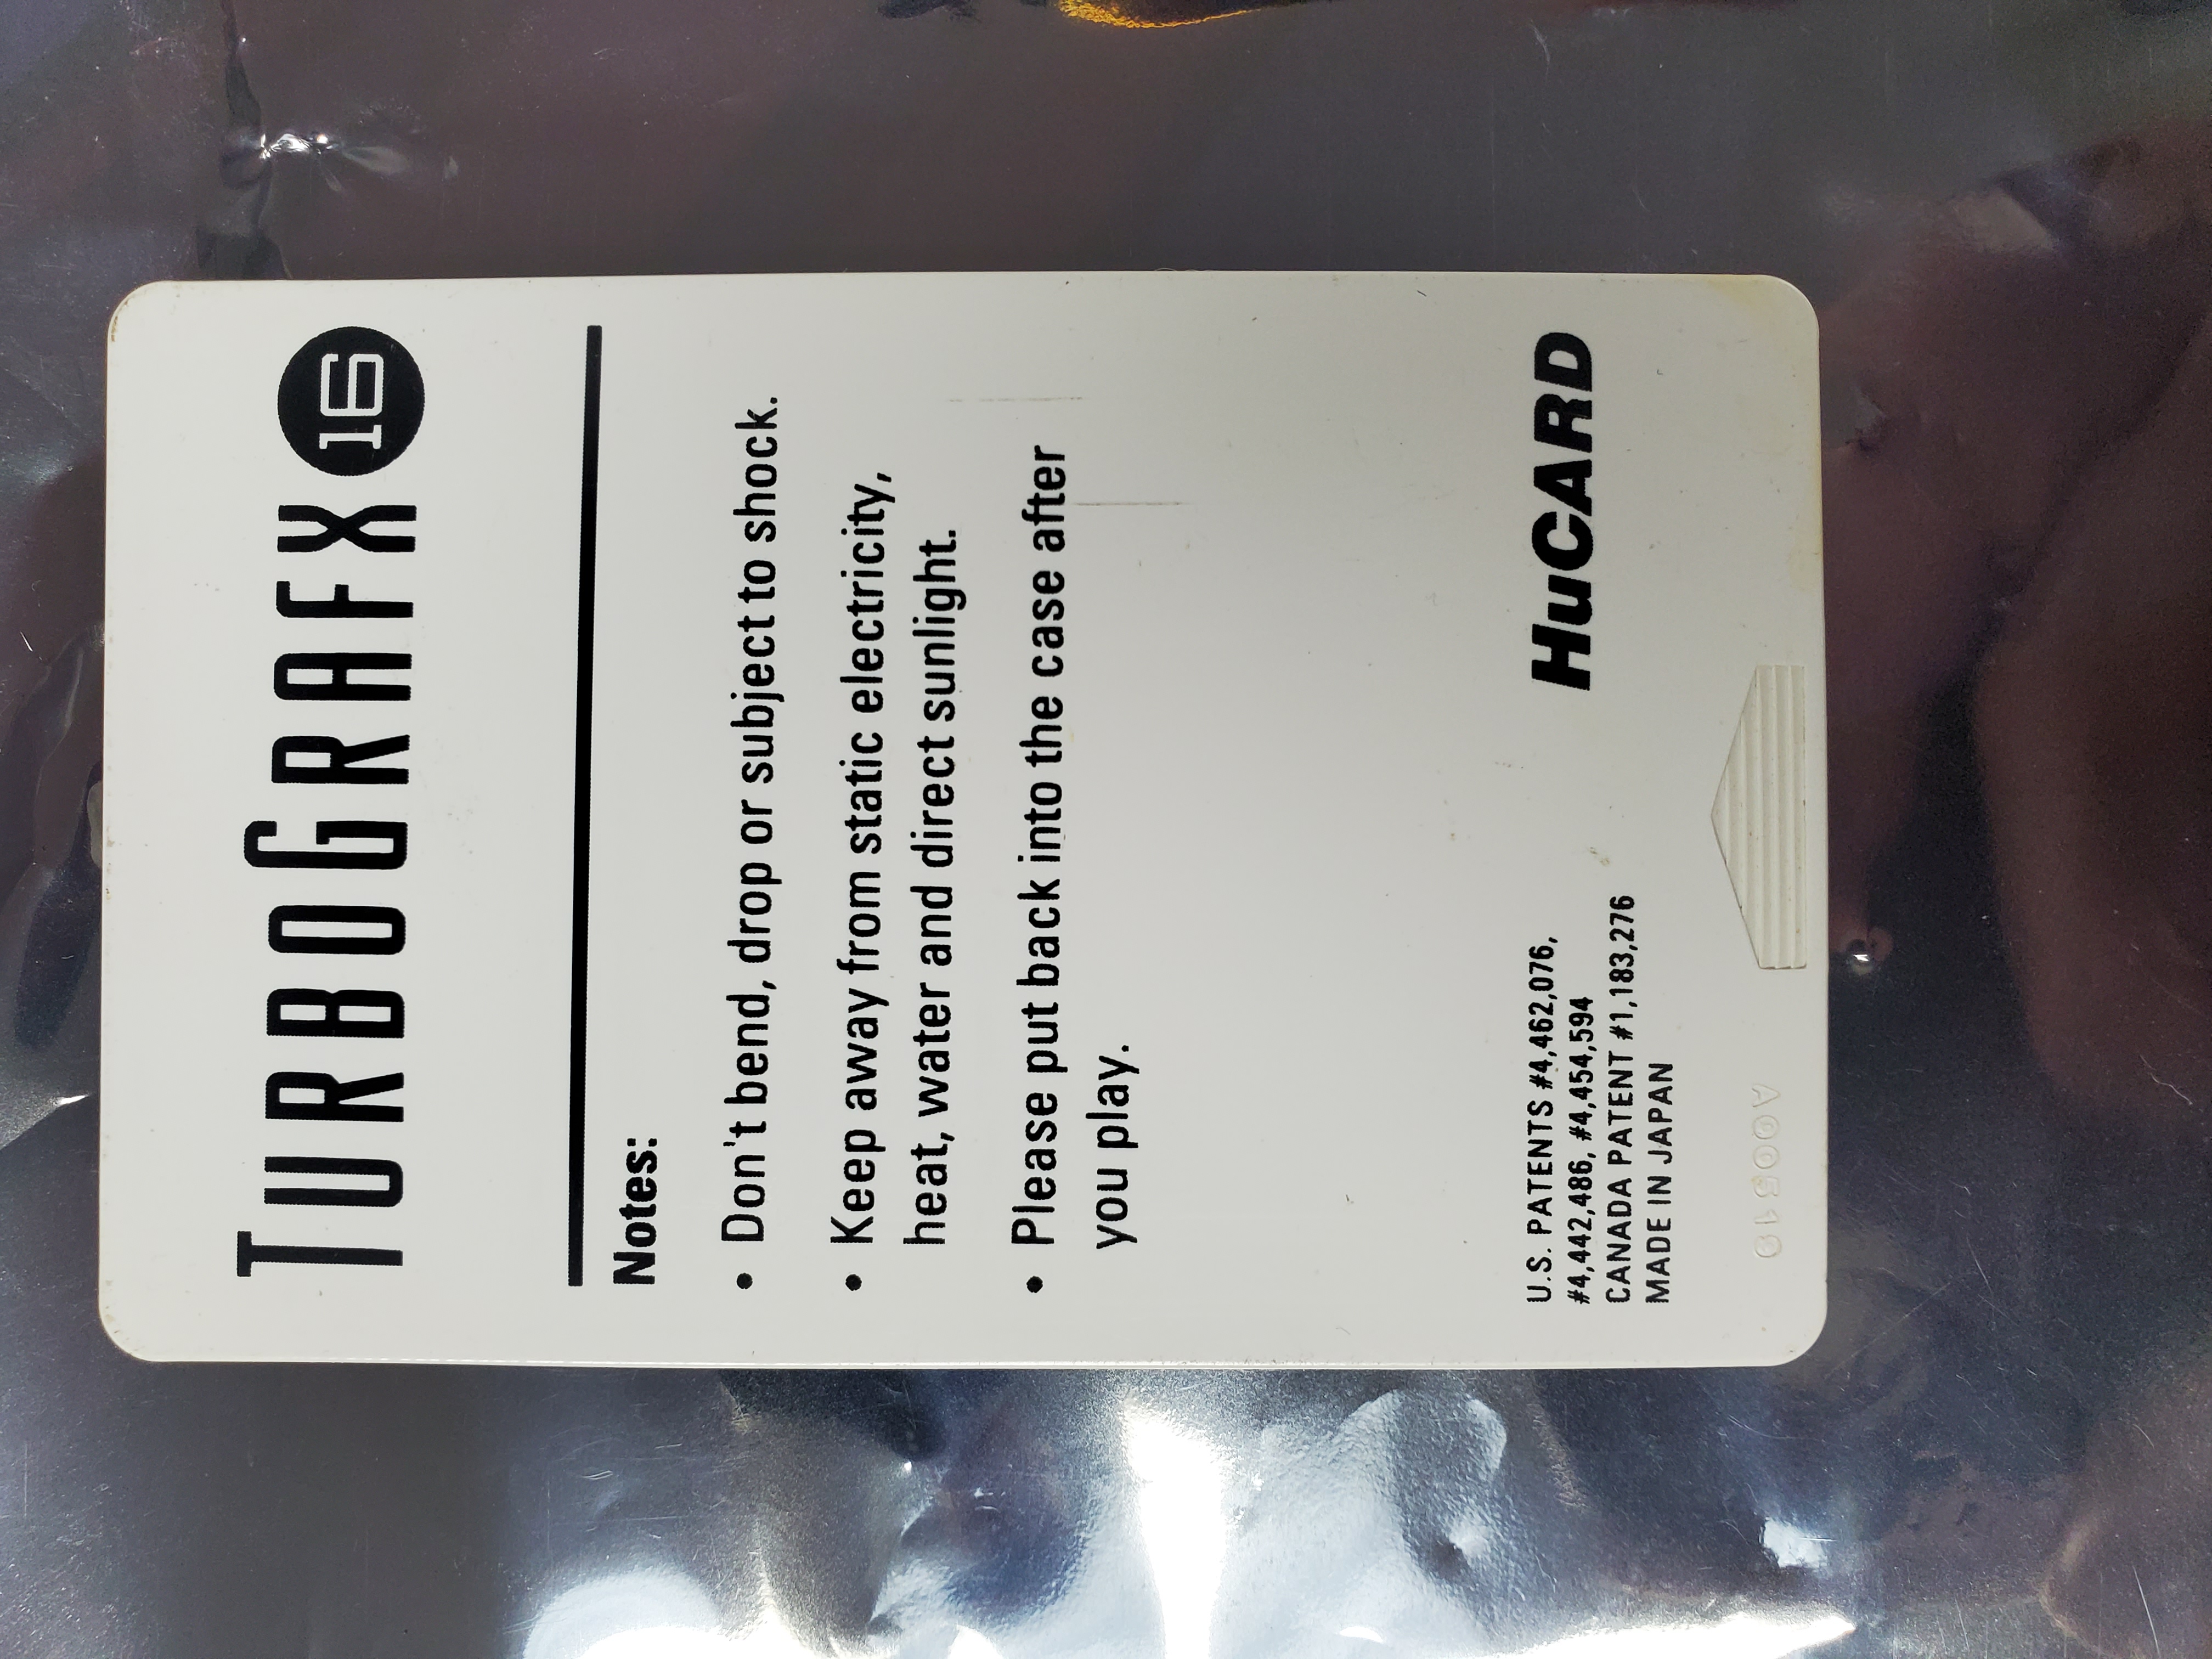 TURBOGRAFX 16
Notes:
• Don't bend, drop or subject to shock.
• Keep away from static electricity,
heat, water and direct sunlight.
• Please put back into the case after
you play.
U.S. PATENTS #4,462,076,
#4,442,486, #4,454,594
CANADA PATENT #1,183,276
MADE IN JAPAN
HuCARD